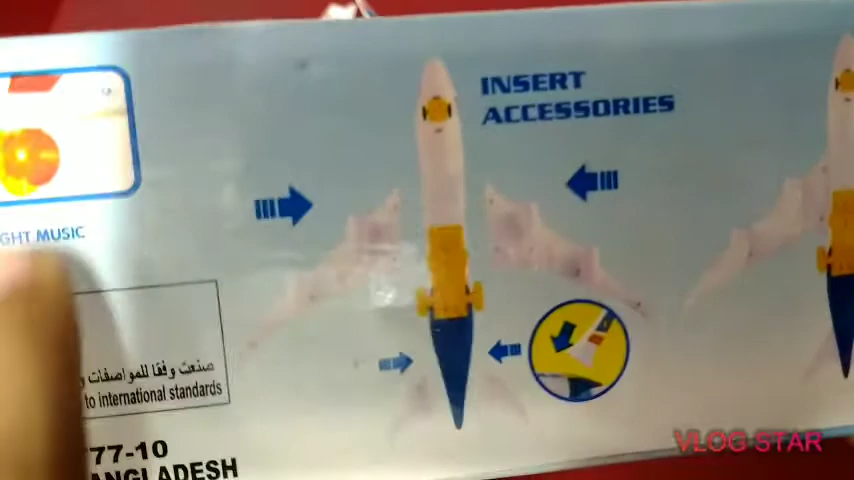 INSERT
ACCESSORIES
GHT MUSIC
صنعت وفقا للمواصفات و
to international standards
77-10
ANGLADESH
VLOG STAR